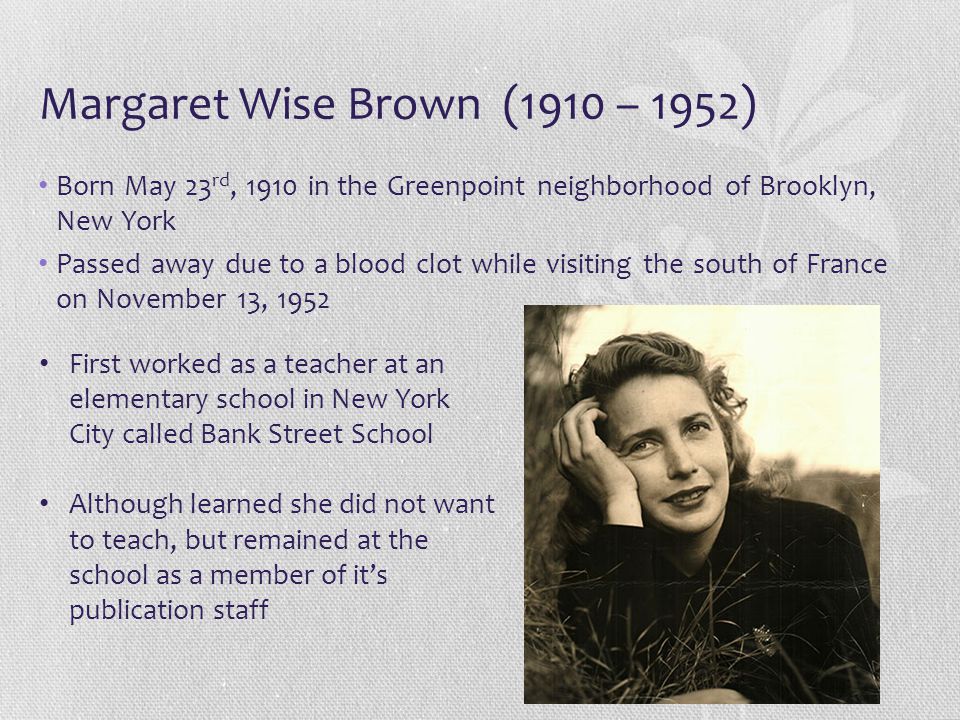 Margaret Wise Brown (1910 – 1952)
• Born May 23rd, 1910 in the Greenpoint neighborhood of Brooklyn,
New York
• Passed away due to a blood clot while visiting the south of France
on November 13, 1952
• First worked as a teacher at an
elementary school in New York
City called Bank Street School
• Although learned she did not want
to teach, but remained at the
school as a member of it’s
publication staff